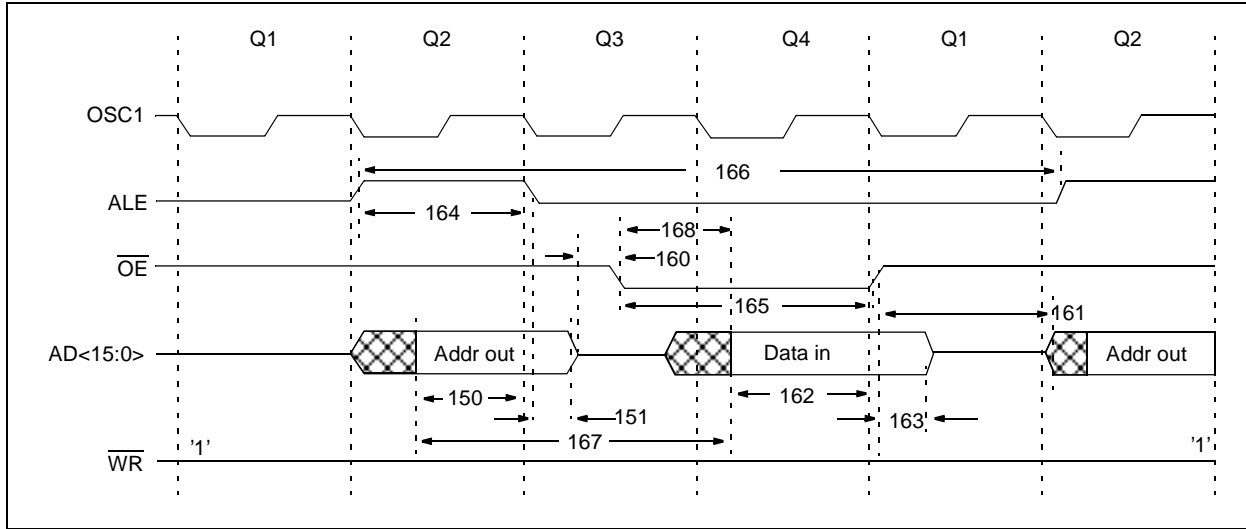 Q1 Q2 Q3 Q4 Q1 Q2
OSC1
166
ALE
164
168
OE
160
165
161
AD<15:0>
Addr out
Data in
Addr out
150
162
151
163
167
WR
'1'
'1'